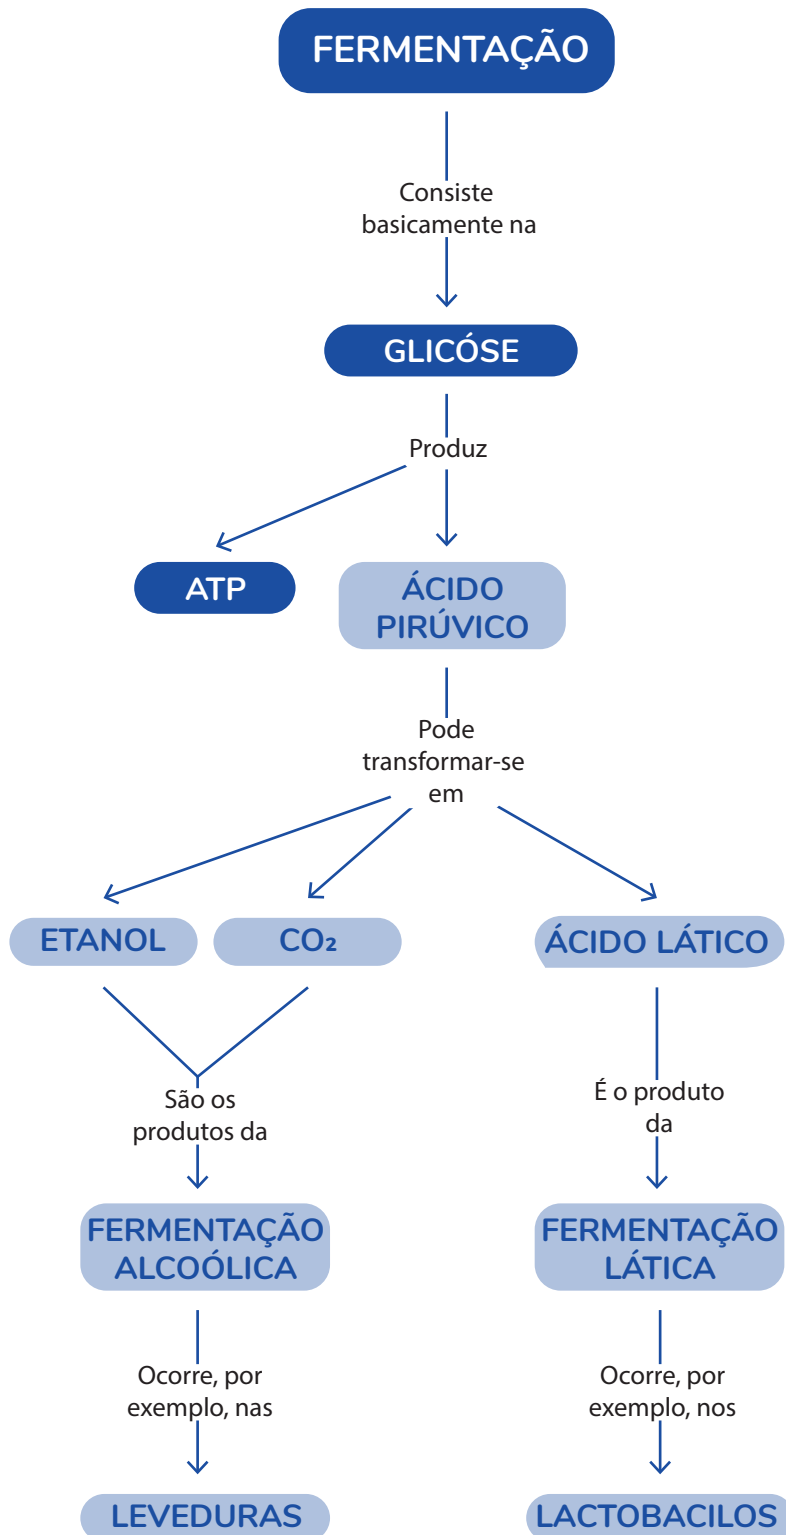 FERMENTAÇÃO
Consiste
basicamente na
GLICÓSE
Produz
ATP
ÁCIDO
PIRÚVICO
Pode
transformar-se
em
ETANOL
CO₂
ÁCIDO LÁTICO
São os
produtos da
É o produto
da
FERMENTAÇÃO
ALCOÓLICA
FERMENTAÇÃO
LÁTICA
Ocorre, por
exemplo, nas
Ocorre, por
exemplo, nos
LEVEDURAS
LACTOBACILOS